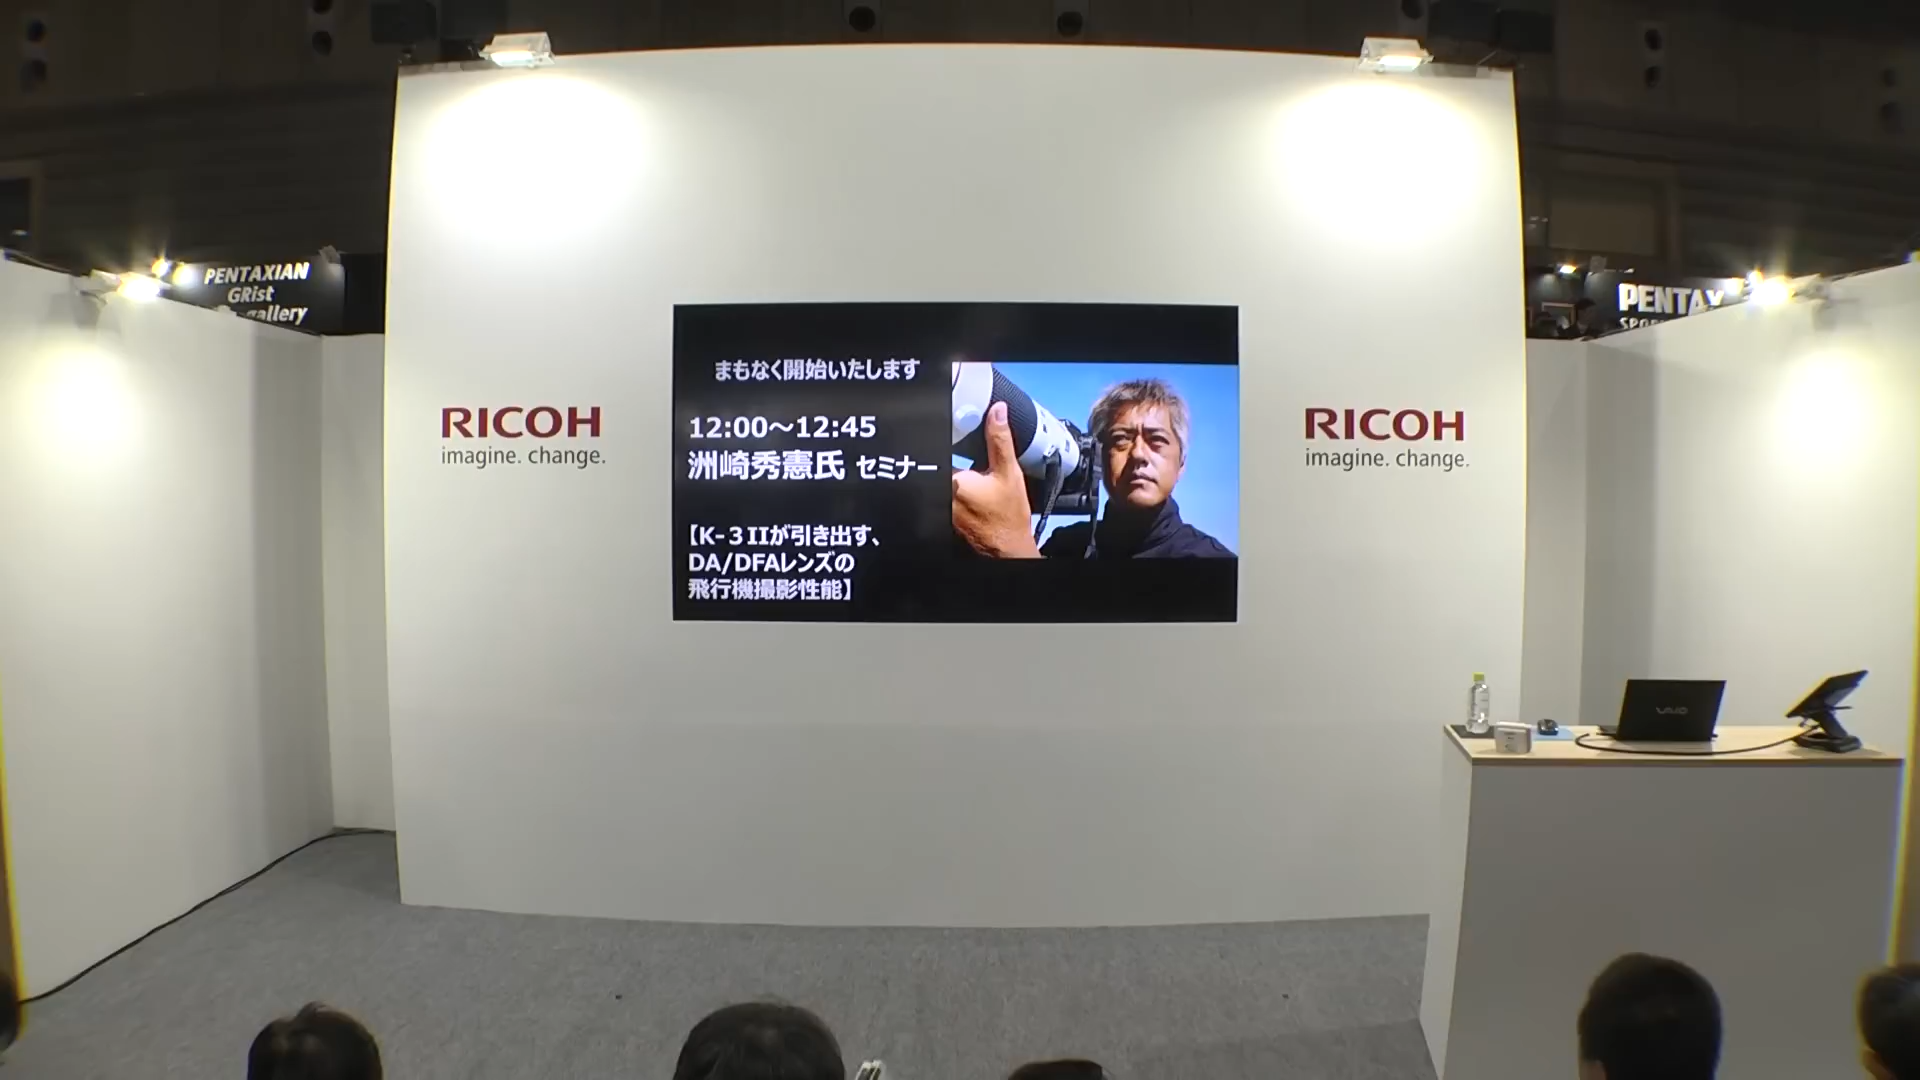 PENTAXIAN
GRist
gallery
PENTAX
RICOH
imagine. change.
まもなく開始いたします
12:00～12:45
洲崎秀憲氏 セミナー
【K-３IIが引き出す、
DA/DFAレンズの
飛行機撮影性能】
RICOH
imagine. change.
VAIO